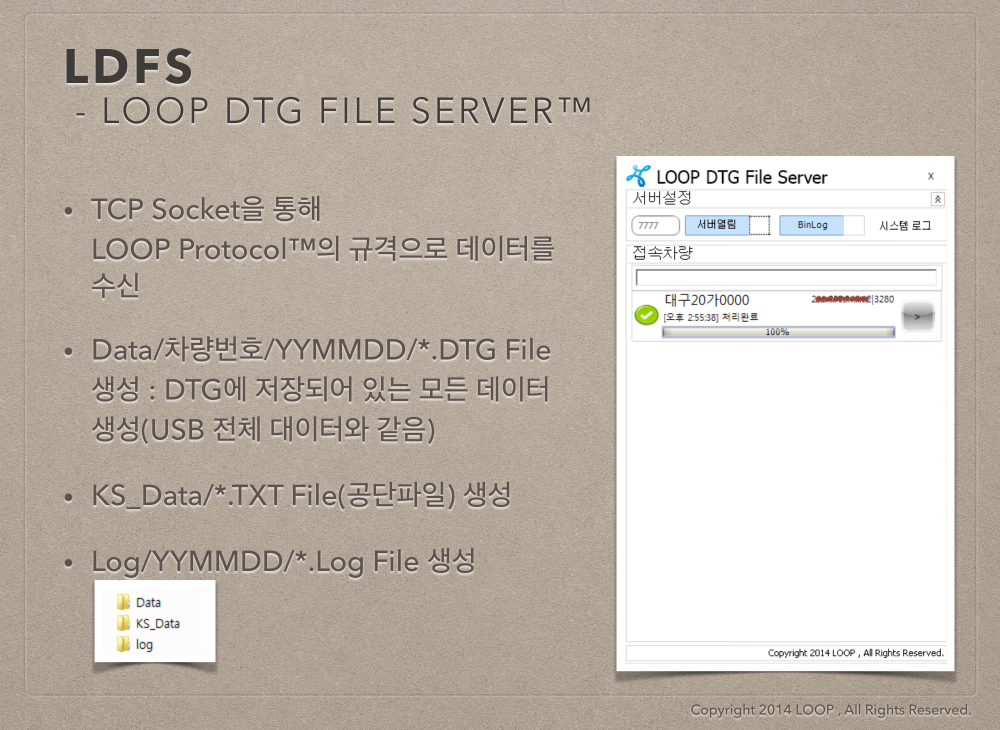 LDFS
- LOOP DTG FILE SERVER™
• TCP Socket을 통해
LOOP Protocol™의 규격으로 데이터를
수신
• Data/차량번호/YYMMDD/*.DTG File
생성 : DTG에 저장되어 있는 모든 데이터
생성(USB 전체 대이터와 같음)
• KS_Data/*.TXT File(공단파일) 생성
• Log/YYMMDD/*.Log File 생성
Data
KS_Data
log
LOOP DTG File Server x
서버설정
7777 서버열림 BinLog 시스템 로그
접속차량
대구20가0000 |3280
[오후 2:55:38] 처리완료
>
100%
Copyright 2014 LOOP , All Rights Reserved.
Copyright 2014 LOOP , All Rights Reserved.